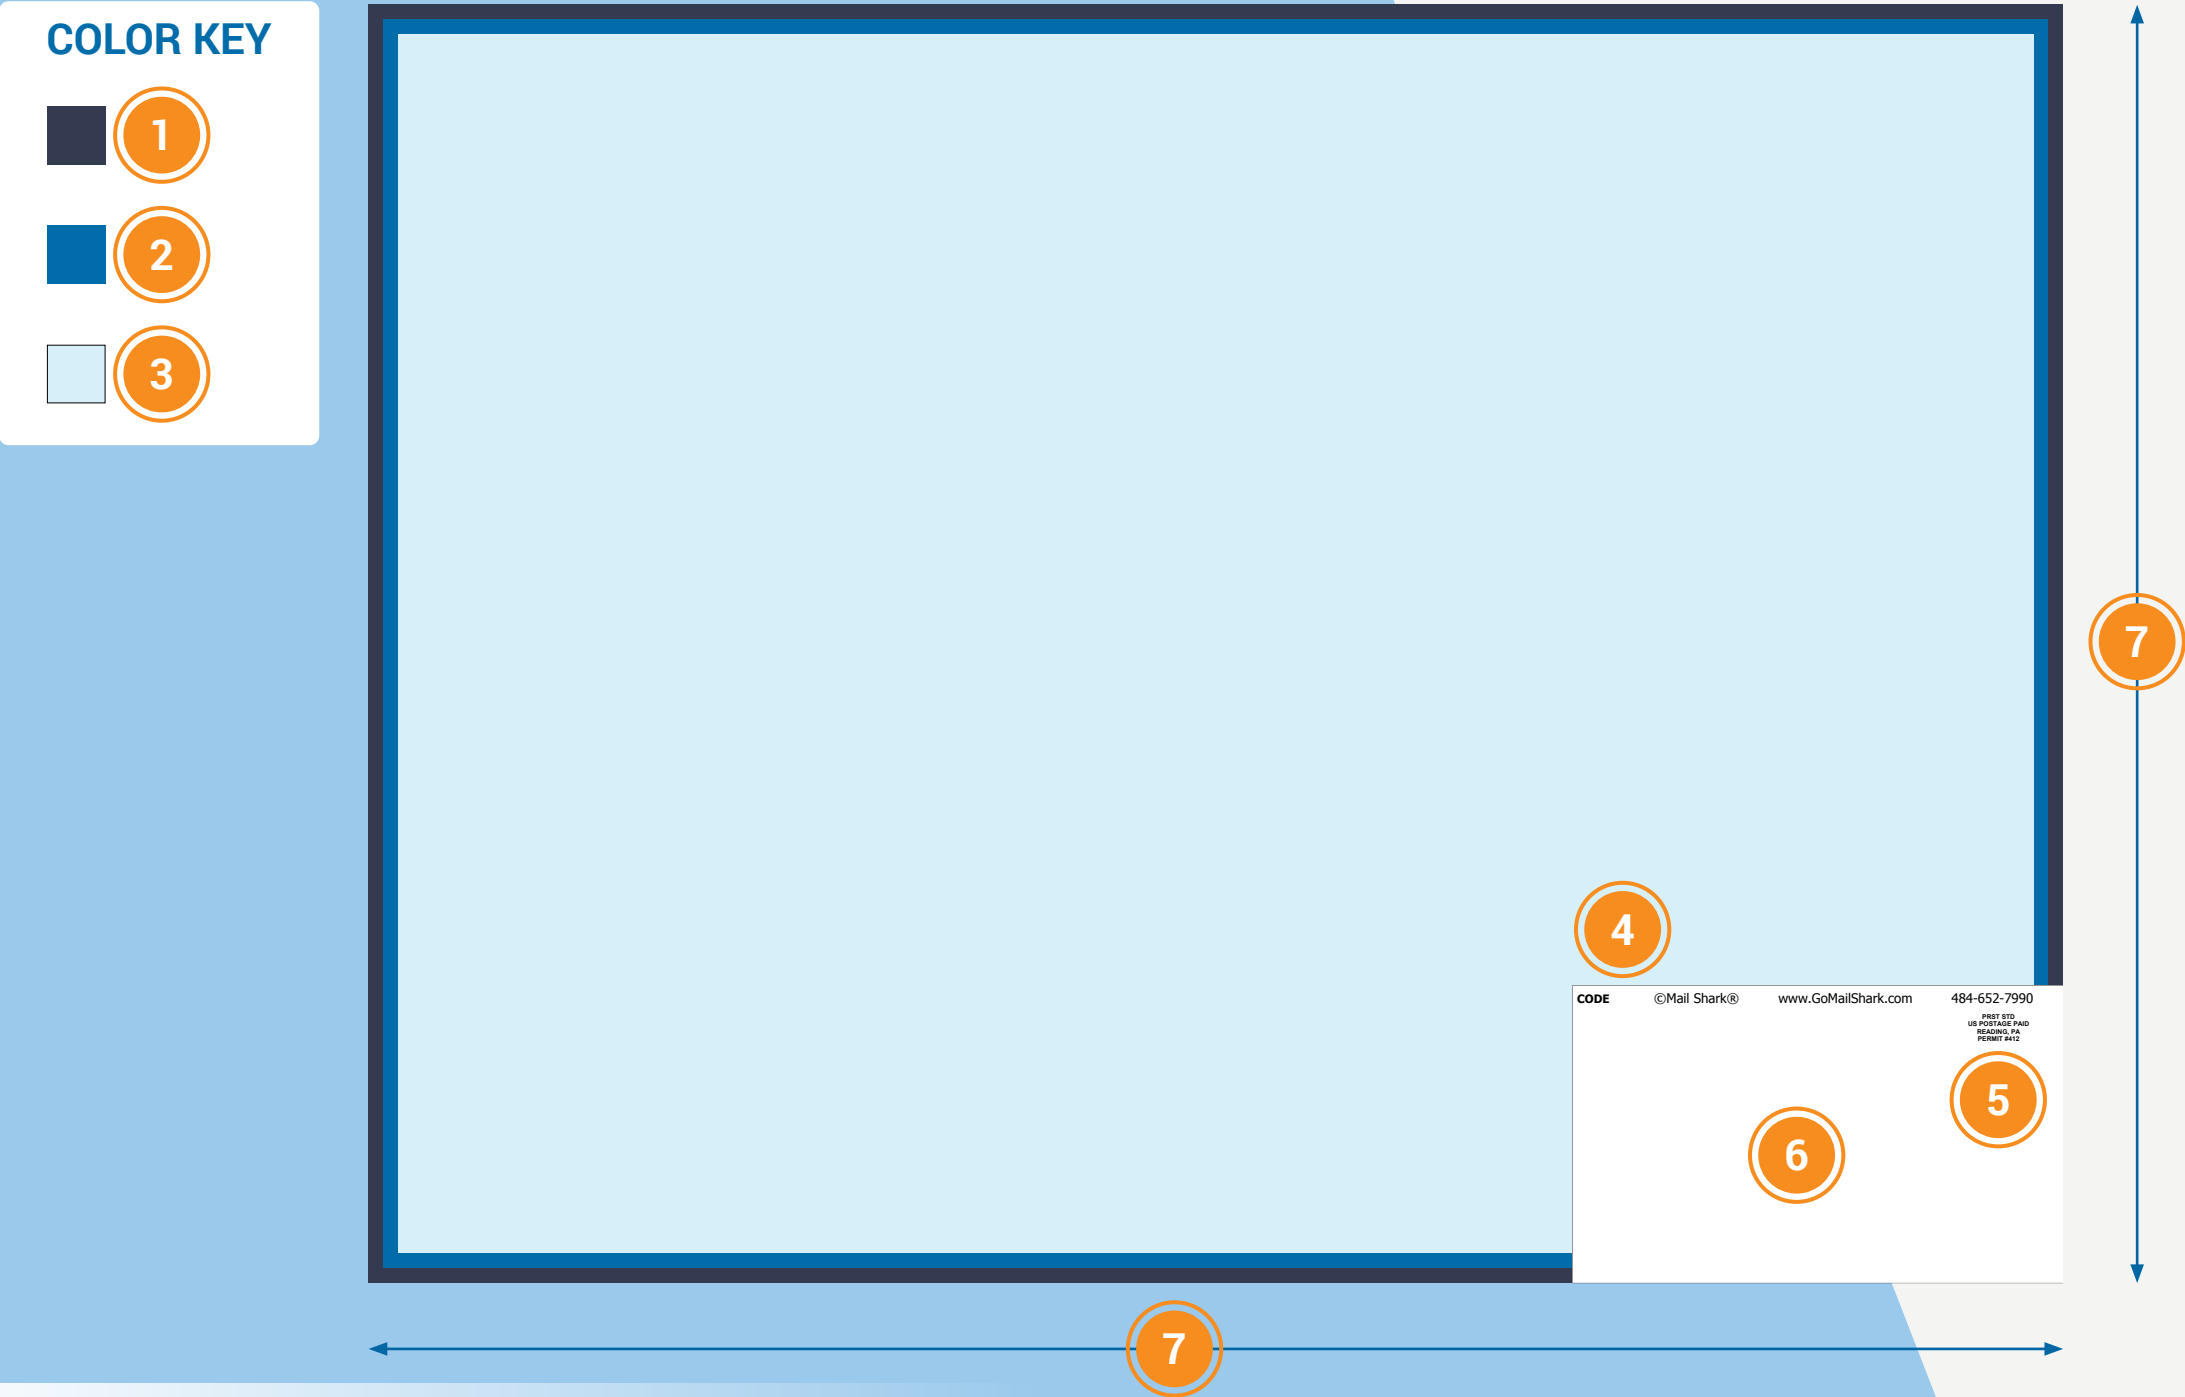 COLOR KEY
1
2
3
4
CODE ©Mail Shark® www.GoMailShark.com 484-652-7990
PRST STD
US POSTAGE PAID
READING, PA
PERMIT #412
5
6
7
7